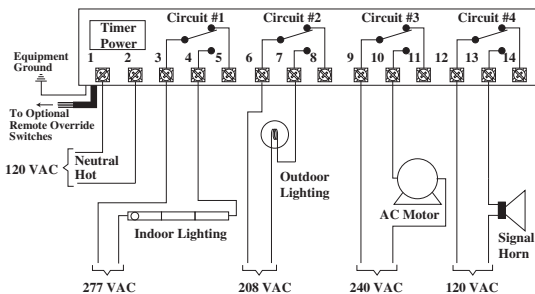 Timer
Power
Circuit #1
Circuit #2
Circuit #3
Circuit #4
Equipment
Ground
1
2
3
4
5
6
7
8
9
10
11
12
13
14
To Optional
Remote Override
Switches
120 VAC
Neutral
Hot
Indoor Lighting
Outdoor
Lighting
AC Motor
Signal
Horn
277 VAC
208 VAC
240 VAC
120 VAC